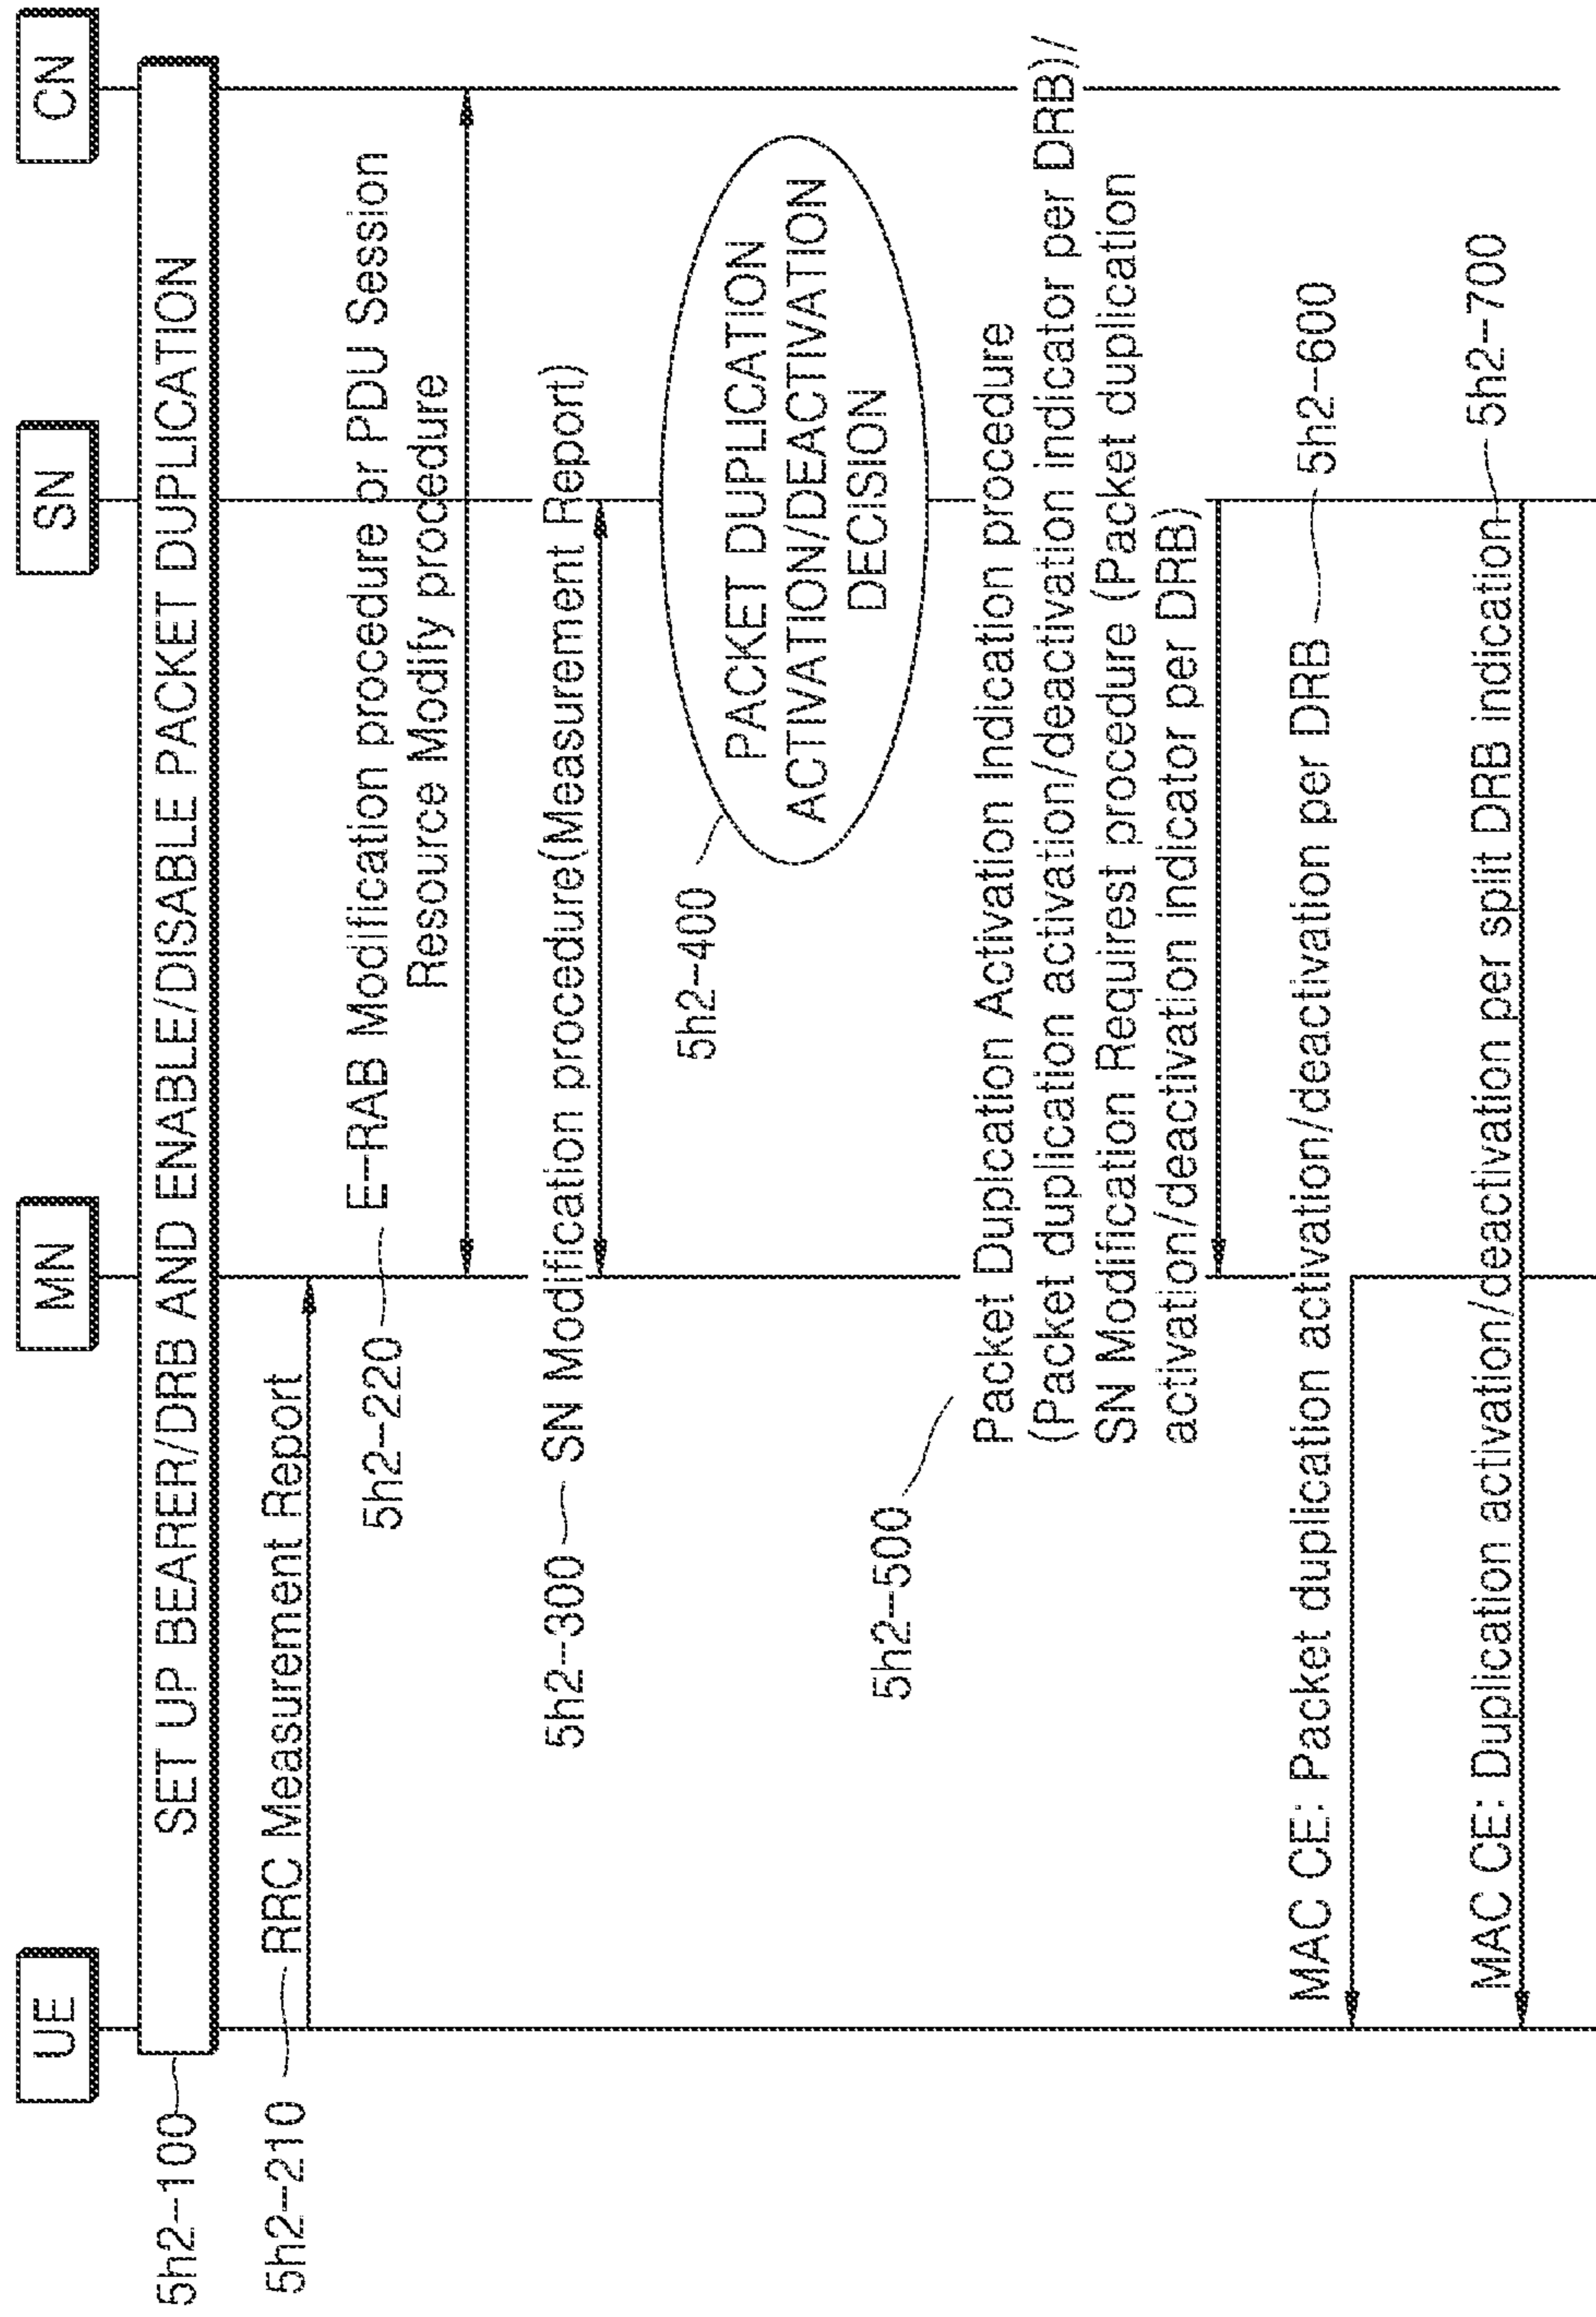 UE
MN
SN
CN
5h2-100
SET UP BEARER/DRB AND ENABLE/DISABLE PACKET DUPLICATION
5h2-210
RRC Measurement Report
5h2-220
E-RAB Modification procedure or PDU Session
Resource Modify procedure
5h2-300
SN Modification procedure(Measurement Report)
5h2-400
PACKET DUPLICATION
ACTIVATION/DEACTIVATION
DECISION
5h2-500
Packet Duplcation Activation Indication procedure
(Packet duplication activation/deactivation indicator per DRB)/
SN Modification Requirest procedure (Packet duplication
activation/deactivation indicator per DRB)
MAC CE: Packet duplication activation/deactivation per DRB
5h2-600
MAC CE: Duplication activation/deactivation per split DRB indication
5h2-700